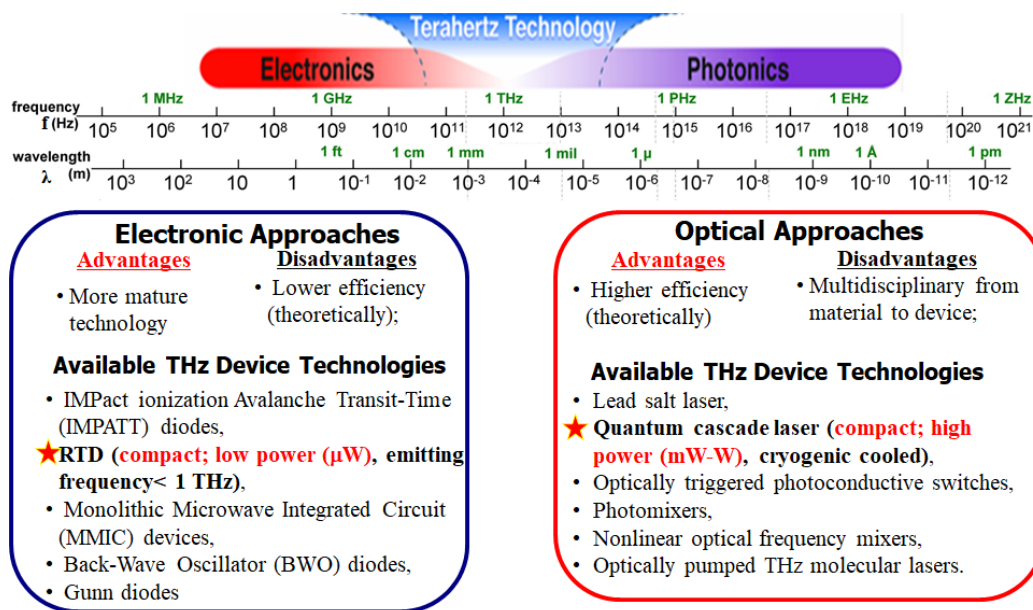 Terahertz Technology
Electronics
Photonics
1 MHz 1 GHz 1 THz 1 PHz 1 EHz 1 ZHz
frequency
f (Hz)
10⁵ 10⁶ 10⁷ 10⁸ 10⁹ 10¹⁰ 10¹¹ 10¹² 10¹³ 10¹⁴ 10¹⁵ 10¹⁶ 10¹⁷ 10¹⁸ 10¹⁹ 10²⁰ 10²¹
wavelength 1 ft 1 cm 1 mm 1 mil 1 µ 1 nm 1 A 1 pm
λ (m)
10³ 10² 10 1 10⁻¹ 10⁻² 10⁻³ 10⁻⁴ 10⁻⁵ 10⁻⁶ 10⁻⁷ 10⁻⁸ 10⁻⁹ 10⁻¹⁰ 10⁻¹¹ 10⁻¹²
Electronic Approaches
Advantages
• More mature
technology
Disadvantages
• Lower efficiency
(theoretically);
Available THz Device Technologies
• IMPact ionization Avalanche Transit-Time
(IMPATT) diodes,
RTD (compact; low power (µW), emitting
frequency< 1 THz),
• Monolithic Microwave Integrated Circuit
(MMIC) devices,
• Back-Wave Oscillator (BWO) diodes,
• Gunn diodes
Optical Approaches
Advantages
• Higher efficiency
(theoretically)
Disadvantages
• Multidisciplinary from
material to device;
Available THz Device Technologies
• Lead salt laser,
Quantum cascade laser (compact; high
power (mW-W), cryogenic cooled),
• Optically triggered photoconductive switches,
• Photomixers,
• Nonlinear optical frequency mixers,
• Optically pumped THz molecular lasers.